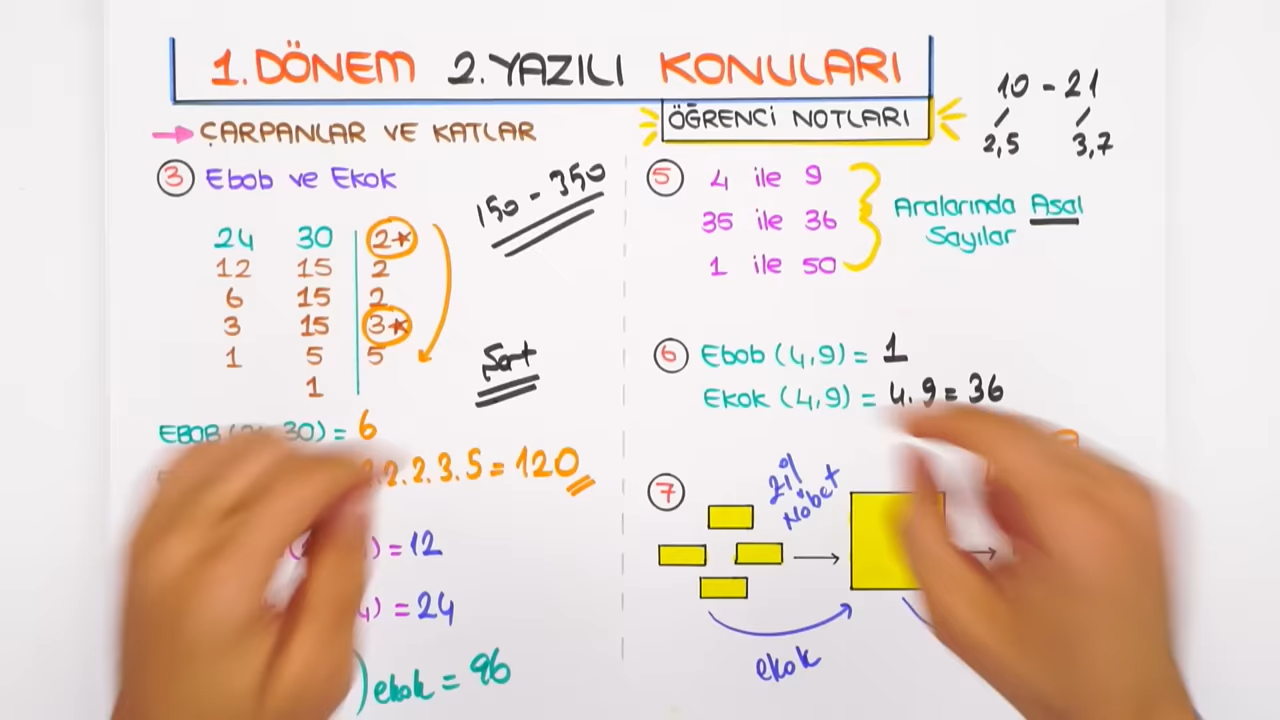 1.DÖNEM 2.YAZILI KONULARI
ÖĞRENCİ NOTLARI
ÇARPANLAR VE KATLAR
3 Ebob ve Ekok
24 30 2*
12 15 2
6 15 2
3 15 3*
1 5 5
1
EBOB 30) = 6
2.2.2.3.5 = 120
) = 12
4) = 24
) ekok = 96
150 - 350
Şart
10 - 21
2,5 3,7
5 4 ile 9
35 ile 36
1 ile 50
Aralarında Asal
Sayılar
6 Ebob (4,9) = 1
Ekok (4,9) = 4.9 = 36
7
zil
Nöbet
ekok